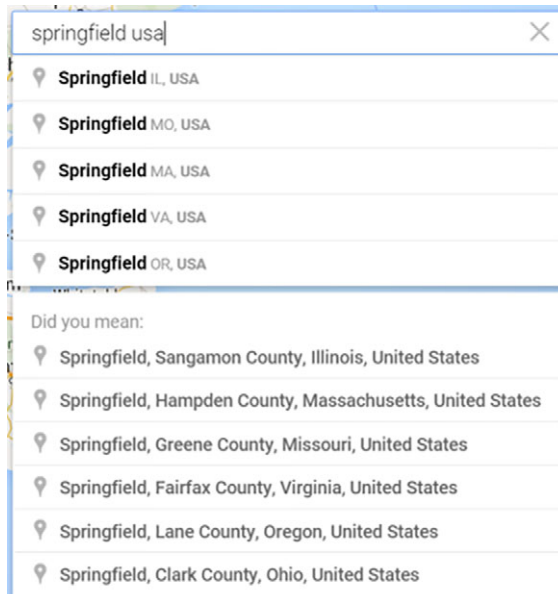 springfield usa
Springfield IL, USA
Springfield MO, USA
Springfield MA, USA
Springfield VA, USA
Springfield OR, USA
Did you mean:
Springfield, Sangamon County, Illinois, United States
Springfield, Hampden County, Massachusetts, United States
Springfield, Greene County, Missouri, United States
Springfield, Fairfax County, Virginia, United States
Springfield, Lane County, Oregon, United States
Springfield, Clark County, Ohio, United States